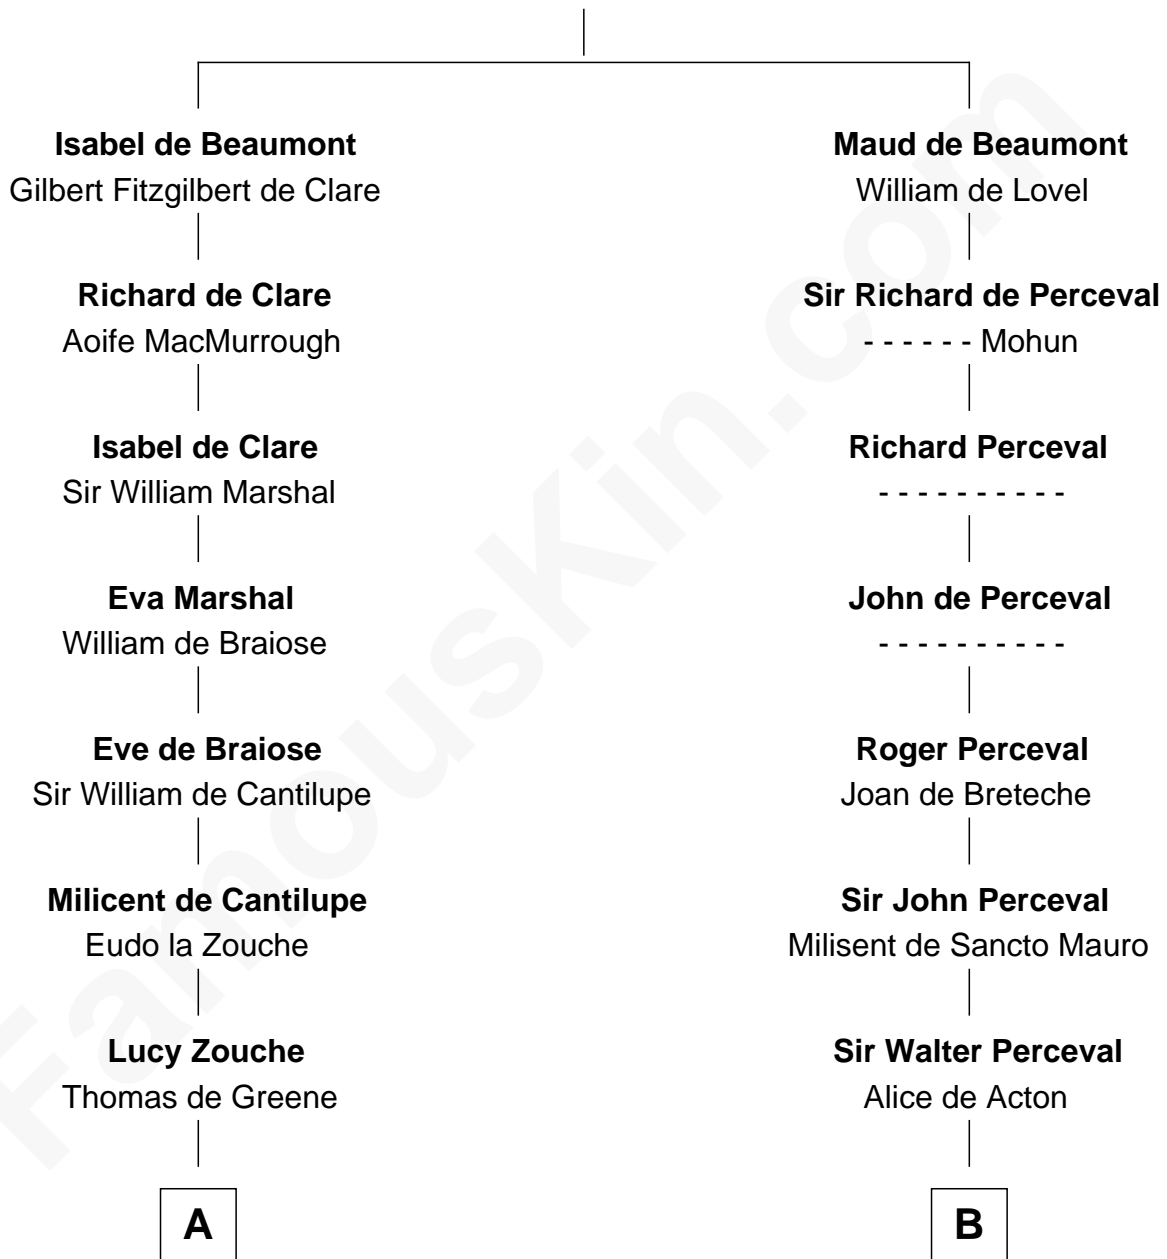 Isabel de Beaumont
Gilbert Fitzgilbert de Clare
Richard de Clare
Aoife MacMurrough
Isabel de Clare
Sir William Marshal
Eva Marshal
William de Braiose
Eve de Braiose
Sir William de Cantilupe
Milicent de Cantilupe
Eudo la Zouche
Lucy Zouche
Thomas de Greene
A
Maud de Beaumont
William de Lovel
Sir Richard de Perceval
- - - - - - Mohun
Richard Perceval
- - - - - - - - - -
John de Perceval
- - - - - - - - - -
Roger Perceval
Joan de Breteche
Sir John Perceval
Milisent de Sancto Mauro
Sir Walter Perceval
Alice de Acton
B
FamousKin.com